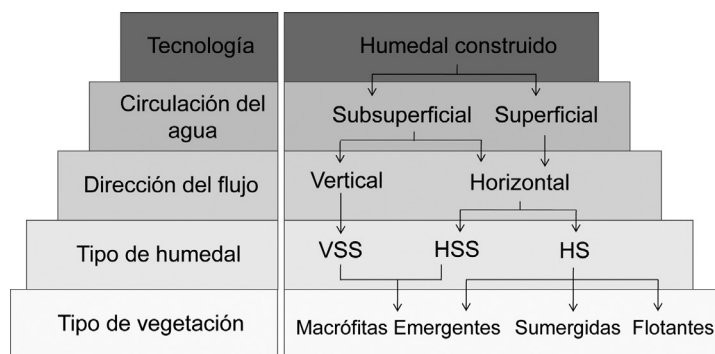 Tecnología
Humedal construido
Circulación del
agua
Subsuperficial
Superficial
Dirección del flujo
Vertical
Horizontal
Tipo de humedal
VSS
HSS
HS
Tipo de vegetación
Macrófitas Emergentes
Sumergidas
Flotantes